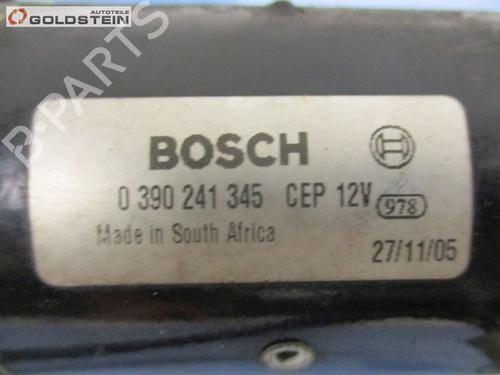 Autoteile
GOLDSTEIN
B-PARTS
BOSCH
0 390 241 345 CEP 12V
978
Made in South Africa
27/11/05